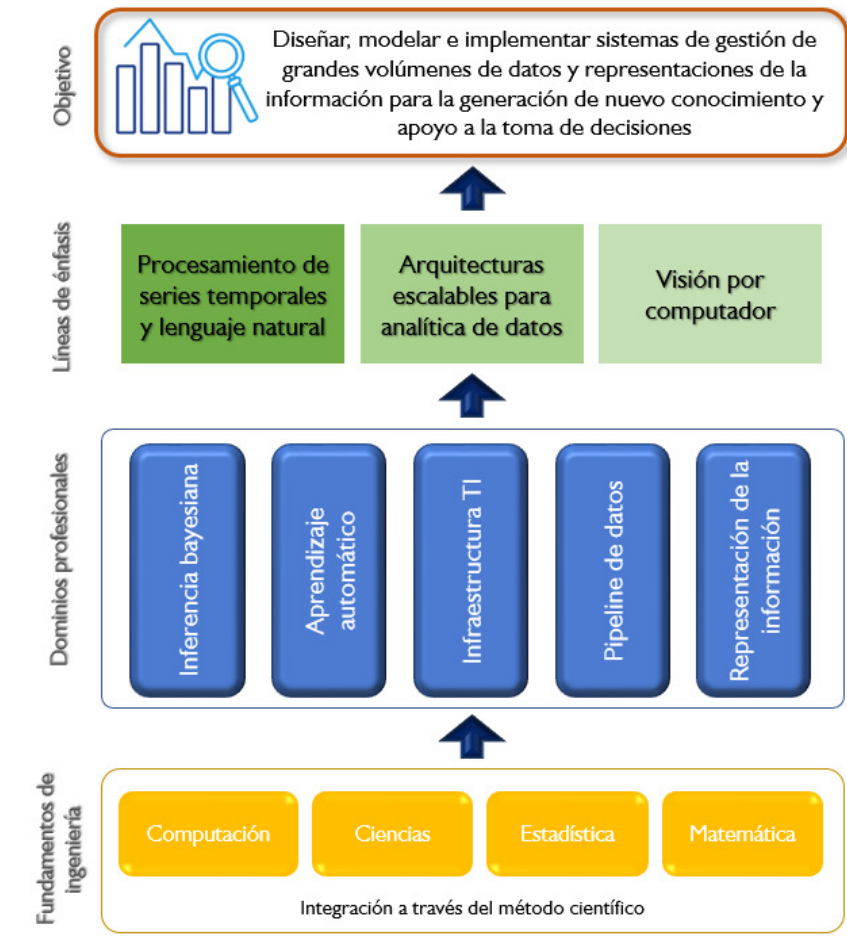 Objetivo
Diseñar, modelar e implementar sistemas de gestión de
grandes volúmenes de datos y representaciones de la
información para la generación de nuevo conocimiento y
apoyo a la toma de decisiones
Líneas de énfasis
Procesamiento de
series temporales
y lenguaje natural
Arquitecturas
escalables para
analítica de datos
Visión por
computador
Dominios profesionales
Inferencia bayesiana
Aprendizaje
automático
Infraestructura TI
Pipeline de datos
Representación de la
información
Fundamentos de
ingeniería
Computación
Ciencias
Estadística
Matemática
Integración a través del método científico